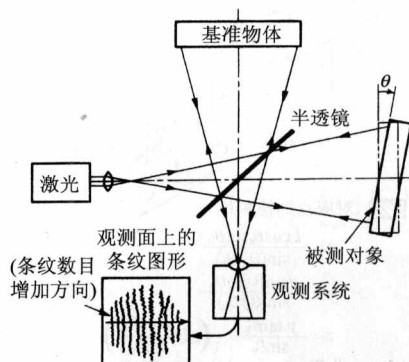 基准物体
θ
半透镜
激光
被测对象
观测面上的
条纹图形
(条纹数目
增加方向)
观测系统